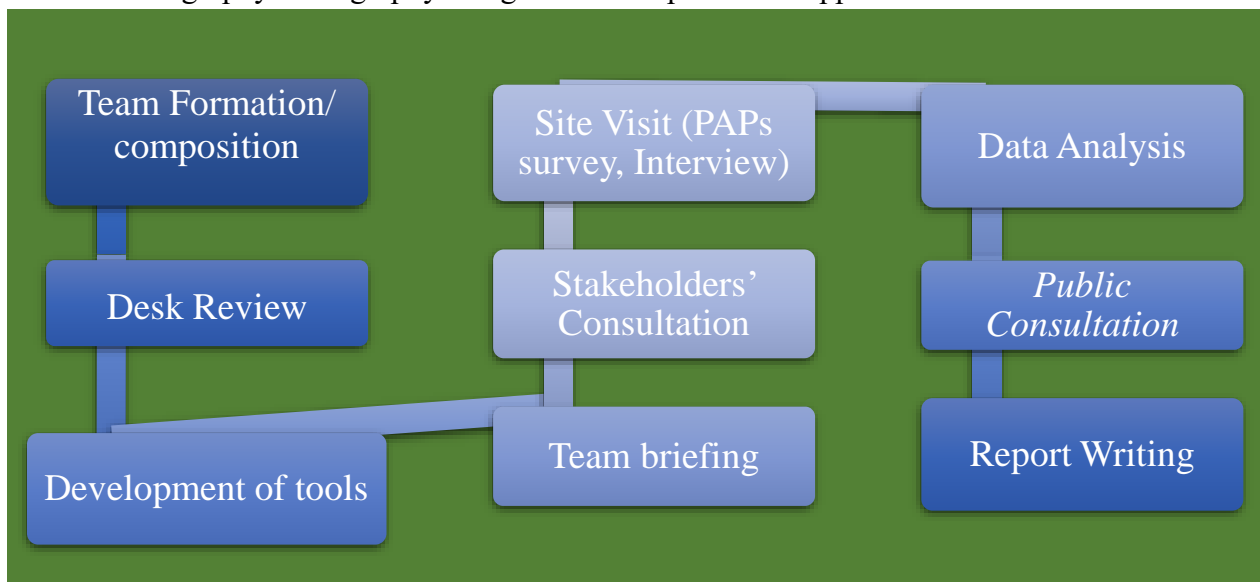 Team Formation/
composition
Desk Review
Development of tools
Team briefing
Stakeholders’
Consultation
Site Visit (PAPs
survey, Interview)
Data Analysis
Public
Consultation
Report Writing